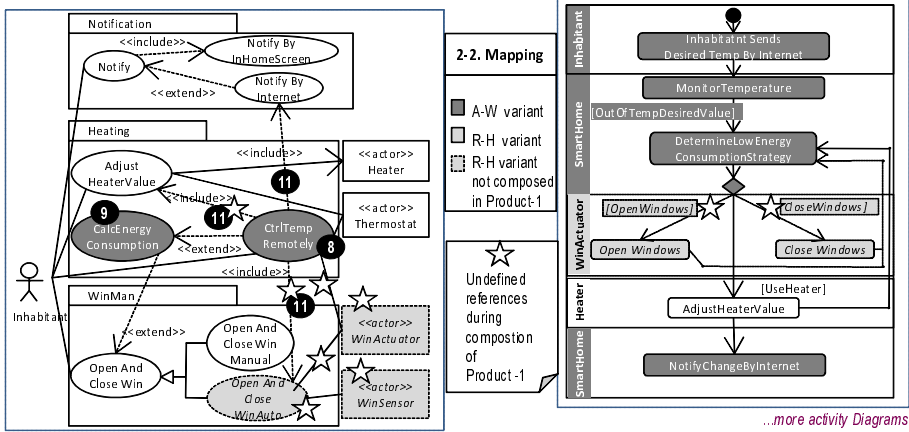 Notification
<<include>>
Notify By
InHomeScreen
Notify
Notify By
Internet
<<extend>>
Heating
<<include>>
Adjust
HeaterValue
<<actor>>
Heater
11
9
11
CalcEnergy
Consumption
<<extend>>
CtrlTemp
Remotely
8
<<actor>>
Thermostat
<<include>>
Inhabitant
WinMan
11
<<extend>>
Open And
Close Win
Manual
<<actor>>
WinActuator
Open And
Close Win
Open And
Close
WinAuto
<<actor>>
WinSensor
2-2. Mapping
A-W variant
R-H variant
R-H variant
not composed
in Product-1
Undefined
references
during
compostion
of
Product -1
Inhabitant
Inhabitatnt Sends
Desired Temp By Internet
SmartHome
MonitorTemperature
[OutOfTempDesiredValue]
DetermineLowEnergy
ConsumptionStrategy
WinActuator
[OpenWindows]
CloseWindows]
Open Windows
Close Windows
Heater
[UseHeater]
AdjustHeaterValue
SmartHome
NotifyChangeByInternet
...more activity Diagrams